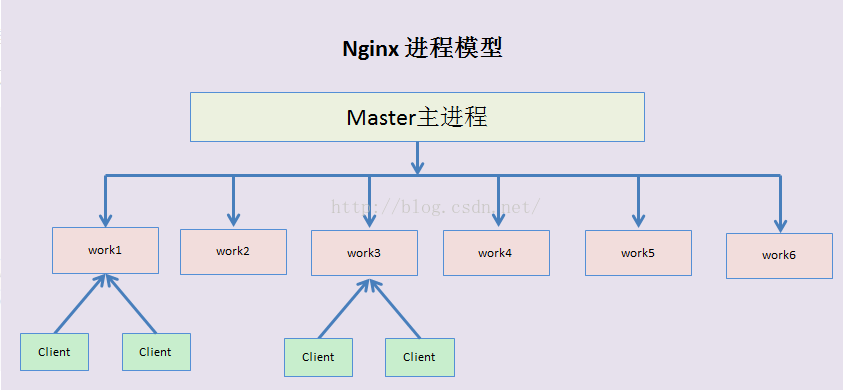 Nginx 进程模型
Master主进程
http://blog.csdn.net/
work1
work2
work3
work4
work5
work6
Client
Client
Client
Client